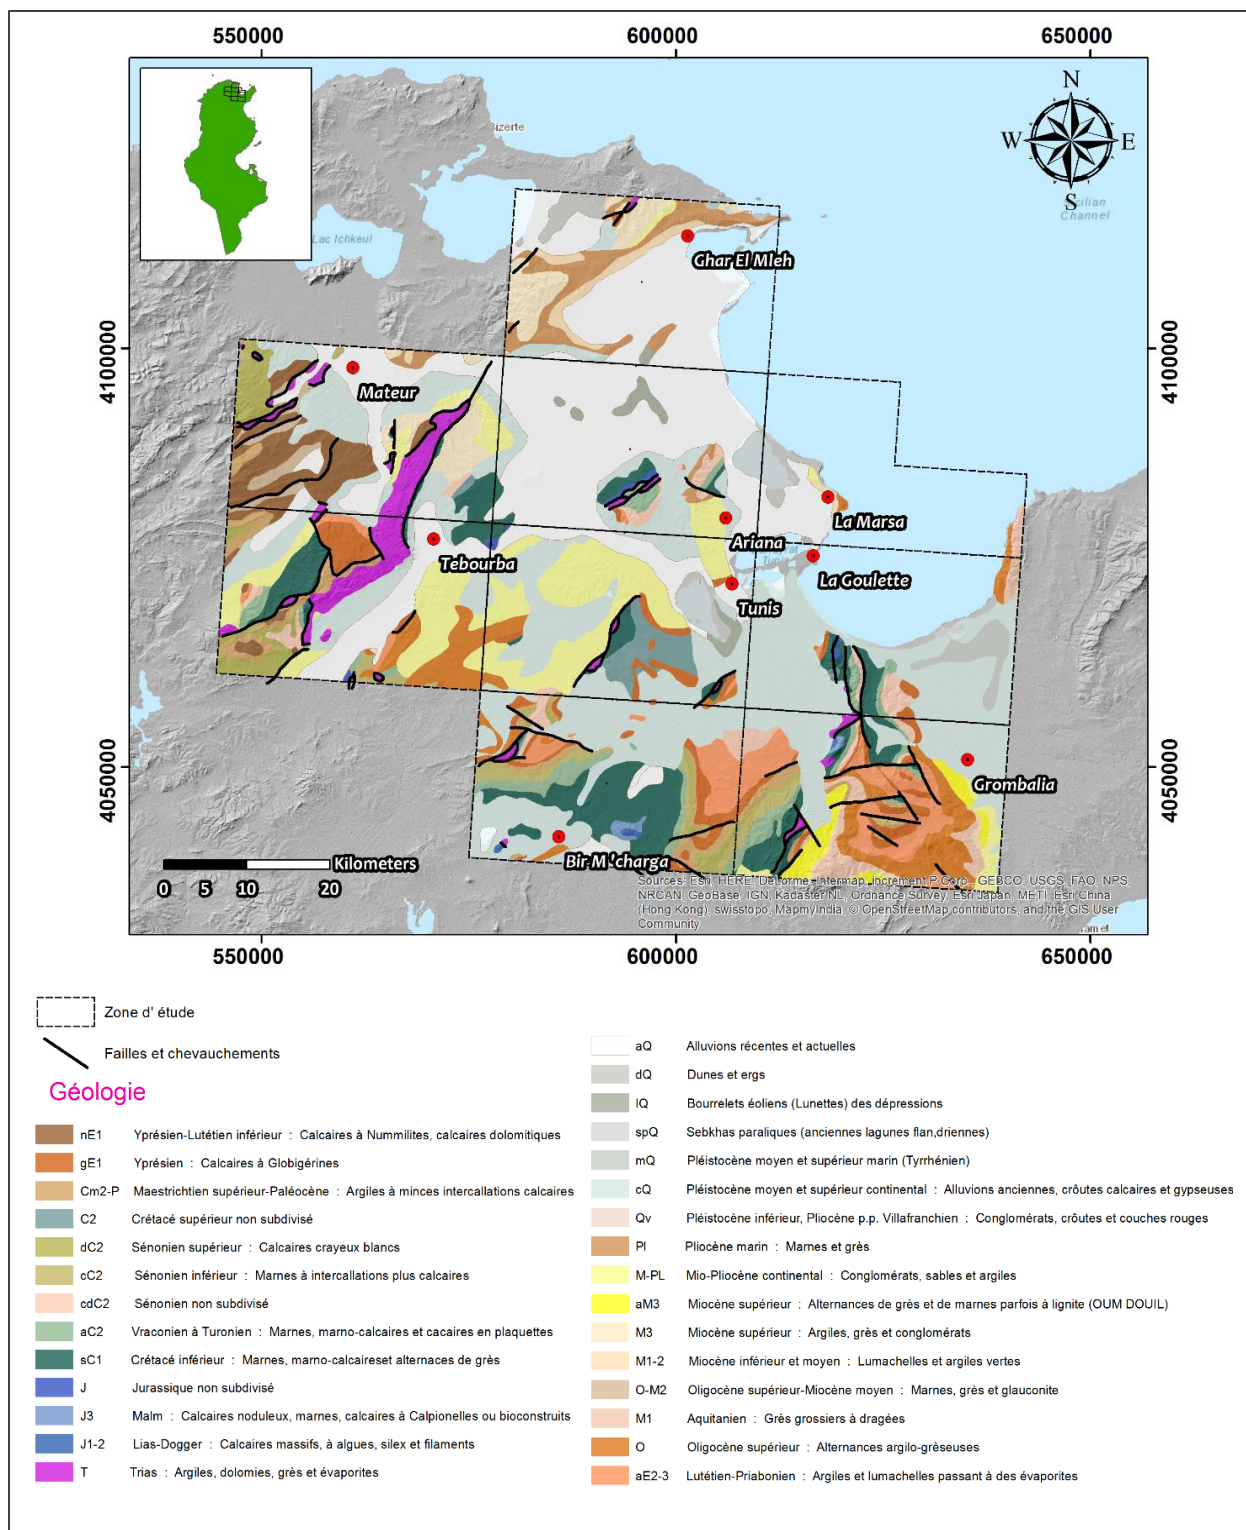 550000
600000
650000
N
W
E
S
Bizerte
Sicilian
Channel
Lac Ichkeul
Ghar El Mleh
4100000
4100000
Mateur
La Marsa
Ariana
Tebourba
La Goulette
Tunis
4050000
4050000
Grombalia
Bir M'charga
Kilometers
0 5 10 20
Sources: Esri, HERE, DeLorme, Intermap, increment P Corp., GEBCO, USGS, FAO, NPS,
NRCAN, GeoBase, IGN, Kadaster NL, Ordnance Survey, Esri Japan, METI, Esri China
(Hong Kong), swisstopo, MapmyIndia, © OpenStreetMap contributors, and the GIS User
Community
550000
600000
650000
Zone d' étude
Failles et chevauchements
Géologie
nE1 Yprésien-Lutétien inférieur : Calcaires à Nummilites, calcaires dolomitiques
gE1 Yprésien : Calcaires à Globigérines
Cm2-P Maestrichtien supérieur-Paléocène : Argiles à minces intercallations calcaires
C2 Crétacé supérieur non subdivisé
dC2 Sénonien supérieur : Calcaires crayeux blancs
cC2 Sénonien inférieur : Marnes à intercallations plus calcaires
cdC2 Sénonien non subdivisé
aC2 Vraconien à Turonien : Marnes, marno-calcaires et cacaires en plaquettes
sC1 Crétacé inférieur : Marnes, marno-calcaireset alternaces de grès
J Jurassique non subdivisé
J3 Malm : Calcaires noduleux, marnes, calcaires à Calpionelles ou bioconstruits
J1-2 Lias-Dogger : Calcaires massifs, à algues, silex et filaments
T Trias : Argiles, dolomies, grès et évaporites
aQ Alluvions récentes et actuelles
dQ Dunes et ergs
lQ Bourrelets éoliens (Lunettes) des dépressions
spQ Sebkhas paraliques (anciennes lagunes flan,driennes)
mQ Pléistocène moyen et supérieur marin (Tyrrhénien)
cQ Pléistocène moyen et supérieur continental : Alluvions anciennes, crôutes calcaires et gypseuses
Qv Pléistocène inférieur, Pliocène p.p. Villafranchien : Conglomérats, crôutes et couches rouges
Pl Pliocène marin : Marnes et grès
M-PL Mio-Pliocène continental : Conglomérats, sables et argiles
aM3 Miocène supérieur : Alternances de grès et de marnes parfois à lignite (OUM DOUIL)
M3 Miocène supérieur : Argiles, grès et conglomérats
M1-2 Miocène inférieur et moyen : Lumachelles et argiles vertes
O-M2 Oligocène supérieur-Miocène moyen : Marnes, grès et glauconite
M1 Aquitanien : Grès grossiers à dragées
O Oligocène supérieur : Alternances argilo-grèseuses
aE2-3 Lutétien-Priabonien : Argiles et lumachelles passant à des évaporites